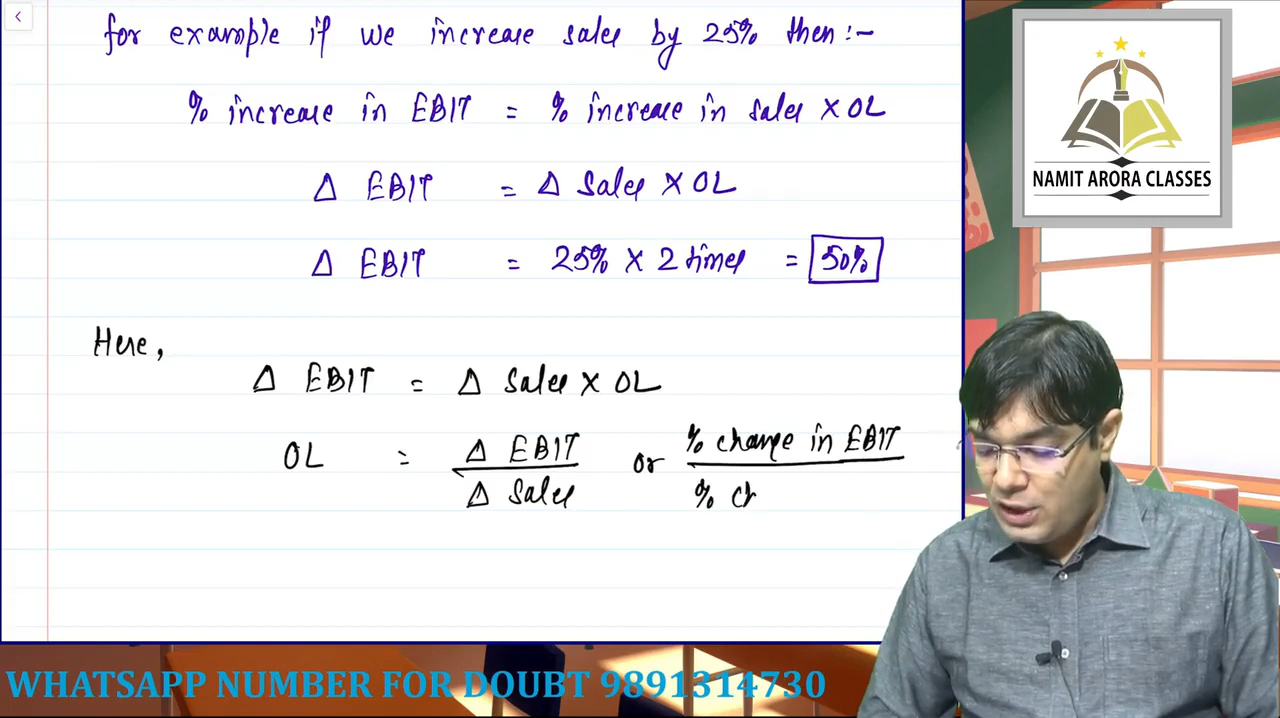 for example if we increase sales by 25% then :-
% increase in EBIT = % increase in sales X OL
Δ EBIT = Δ Sales X OL
Δ EBIT = 25% X 2 times = 50%
Here,
Δ EBIT = Δ Sales X OL
OL = Δ EBIT / Δ Sales or % change in EBIT / % ch
NAMIT ARORA CLASSES
WHATSAPP NUMBER FOR DOUBT 9891314730